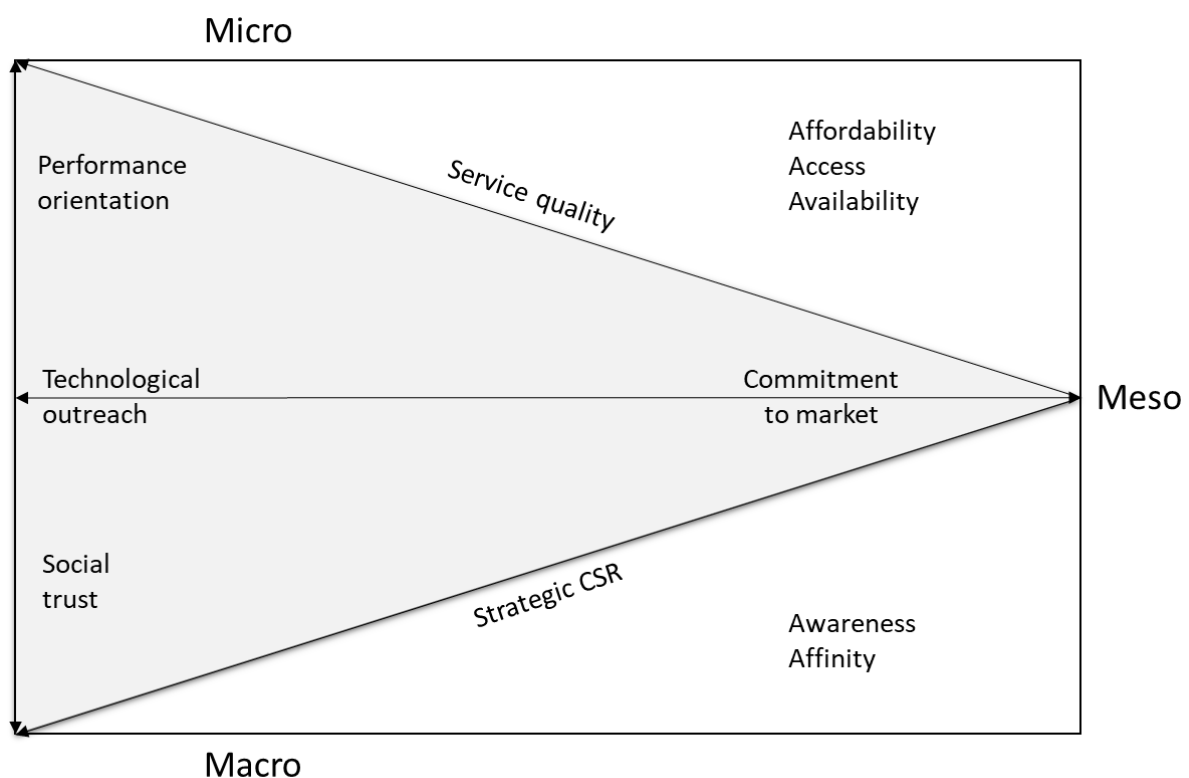 Micro
Performance
orientation
Service quality
Affordability
Access
Availability
Technological
outreach
Commitment
to market
Meso
Social
trust
Strategic CSR
Awareness
Affinity
Macro